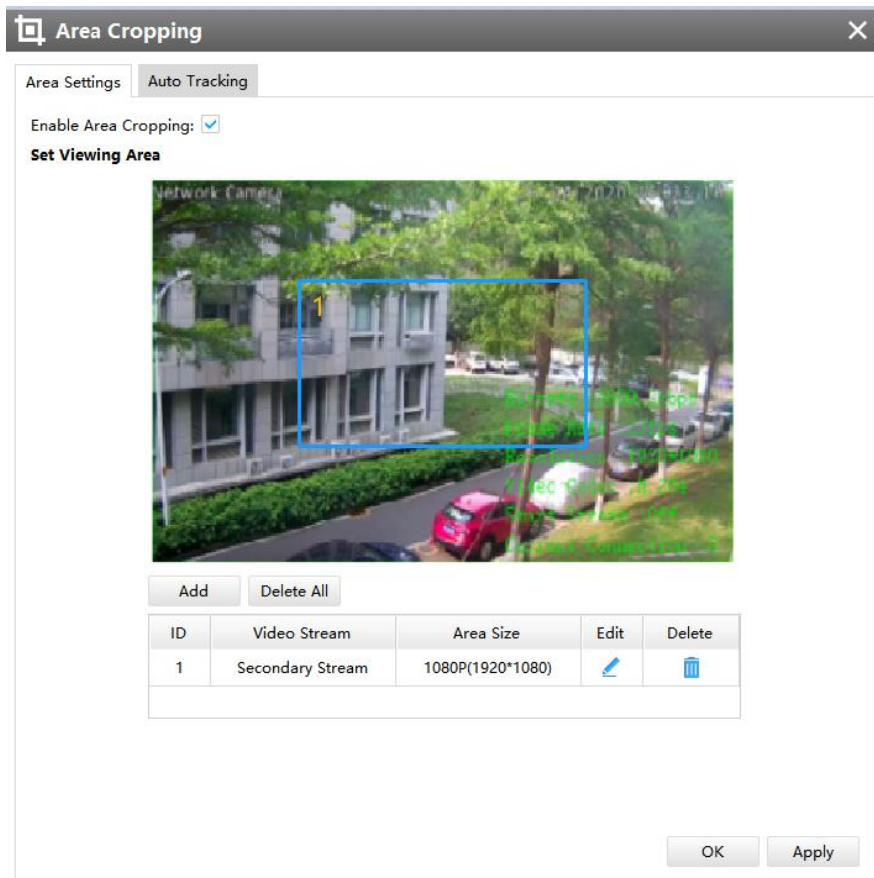 Area Cropping
Area Settings Auto Tracking
Enable Area Cropping:
Set Viewing Area
Network Camera
1
Add Delete All
ID Video Stream Area Size Edit Delete
1 Secondary Stream 1080P(1920*1080)
OK Apply